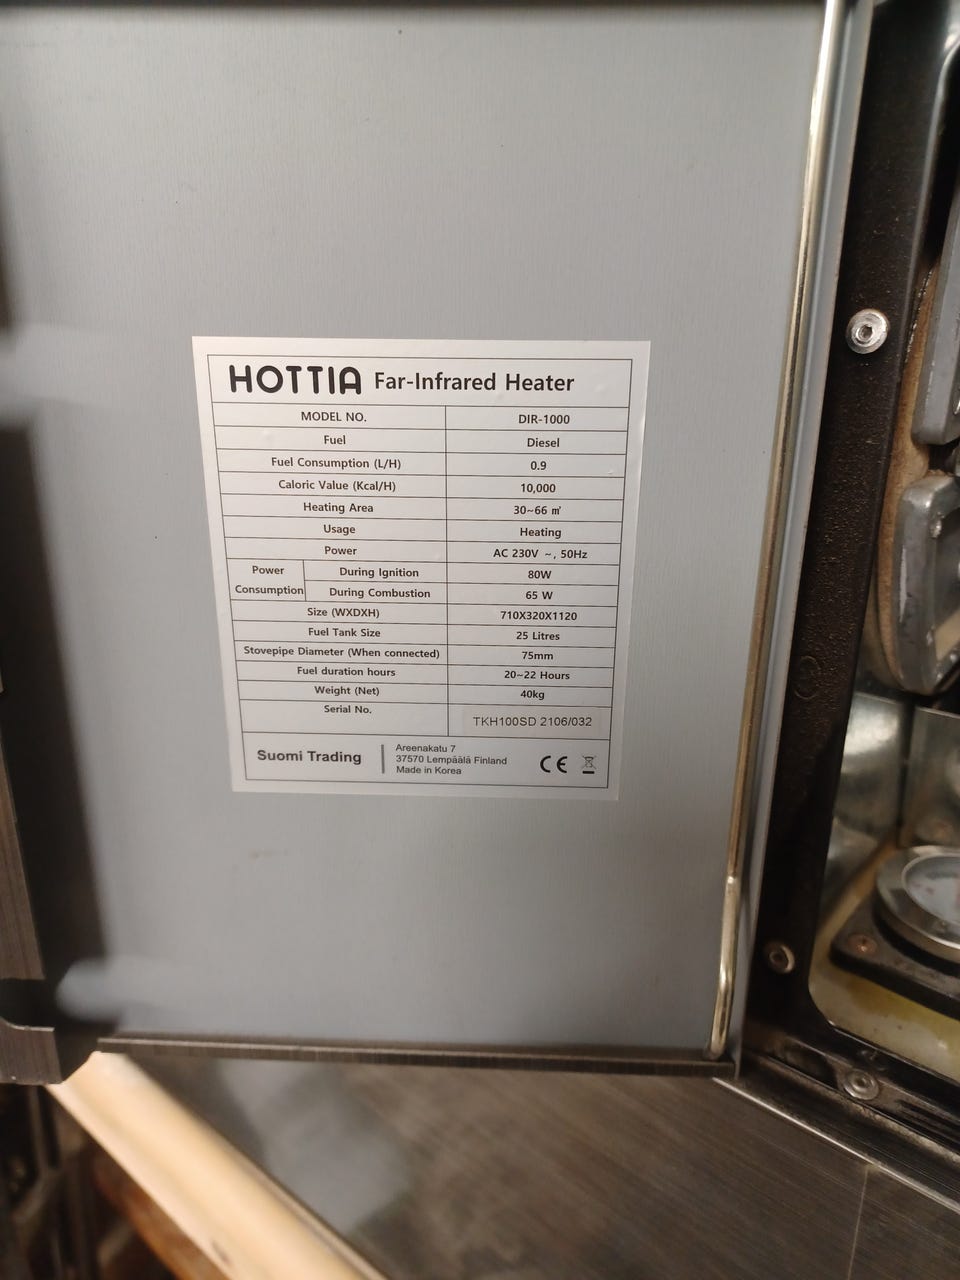 HOTTIA Far-Infrared Heater
MODEL NO. DIR-1000
Fuel Diesel
Fuel Consumption (L/H) 0.9
Caloric Value (Kcal/H) 10,000
Heating Area 30~66 ㎡
Usage Heating
Power AC 230V ~, 50Hz
Power Consumption During Ignition 80W
During Combustion 65 W
Size (WXDXH) 710X320X1120
Fuel Tank Size 25 Litres
Stovepipe Diameter (When connected) 75mm
Fuel duration hours 20~22 Hours
Weight (Net) 40kg
Serial No. TKH100SD 2106/032
Suomi Trading
Areenakatu 7
37570 Lempäälä Finland
Made in Korea
CE